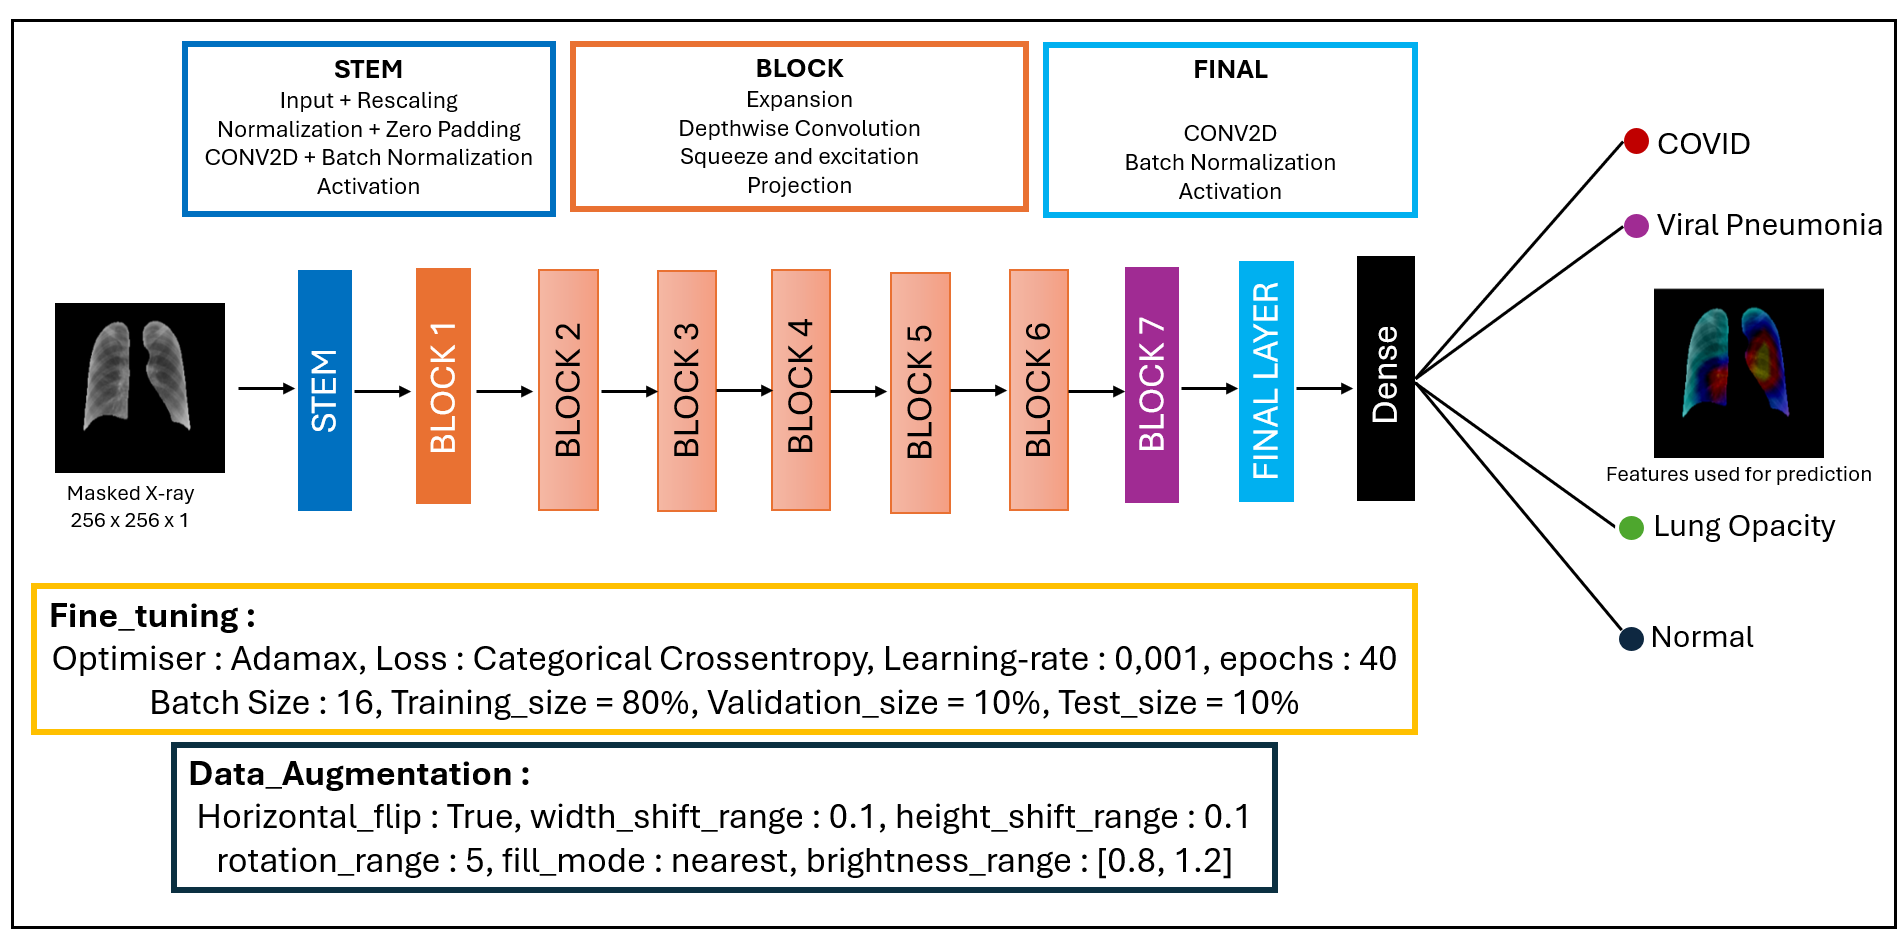 STEM
Input + Rescaling
Normalization + Zero Padding
CONV2D + Batch Normalization
Activation
BLOCK
Expansion
Depthwise Convolution
Squeeze and excitation
Projection
FINAL
CONV2D
Batch Normalization
Activation
Masked X-ray
256 x 256 x 1
STEM
BLOCK 1
BLOCK 2
BLOCK 3
BLOCK 4
BLOCK 5
BLOCK 6
BLOCK 7
FINAL LAYER
Dense
COVID
Viral Pneumonia
Features used for prediction
Lung Opacity
Normal
Fine_tuning :
Optimiser : Adamax, Loss : Categorical Crossentropy, Learning-rate : 0,001, epochs : 40
Batch Size : 16, Training_size = 80%, Validation_size = 10%, Test_size = 10%
Data_Augmentation :
Horizontal_flip : True, width_shift_range : 0.1, height_shift_range : 0.1
rotation_range : 5, fill_mode : nearest, brightness_range : [0.8, 1.2]